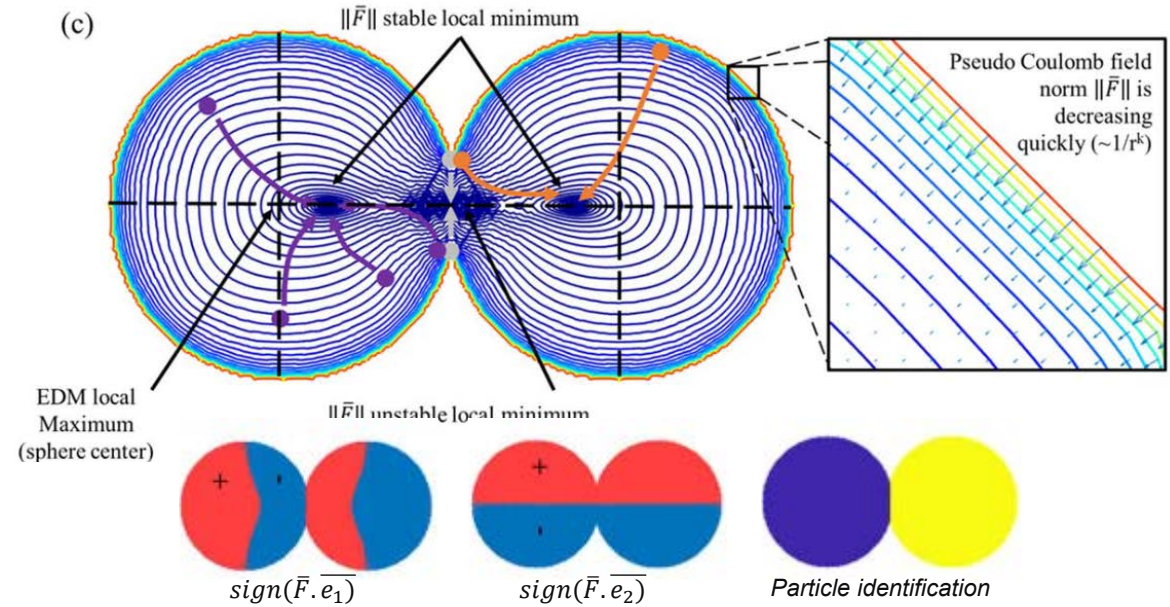 (c)
‖F̄‖ stable local minimum
Pseudo Coulomb field
norm ‖F̄‖ is
decreasing
quickly (~1/rᵏ)
EDM local
Maximum
(sphere center)
‖F̄‖ unstable local minimum
+
-
+
-
sign(F̄.e̅₁)
sign(F̄.e̅₂)
Particle identification